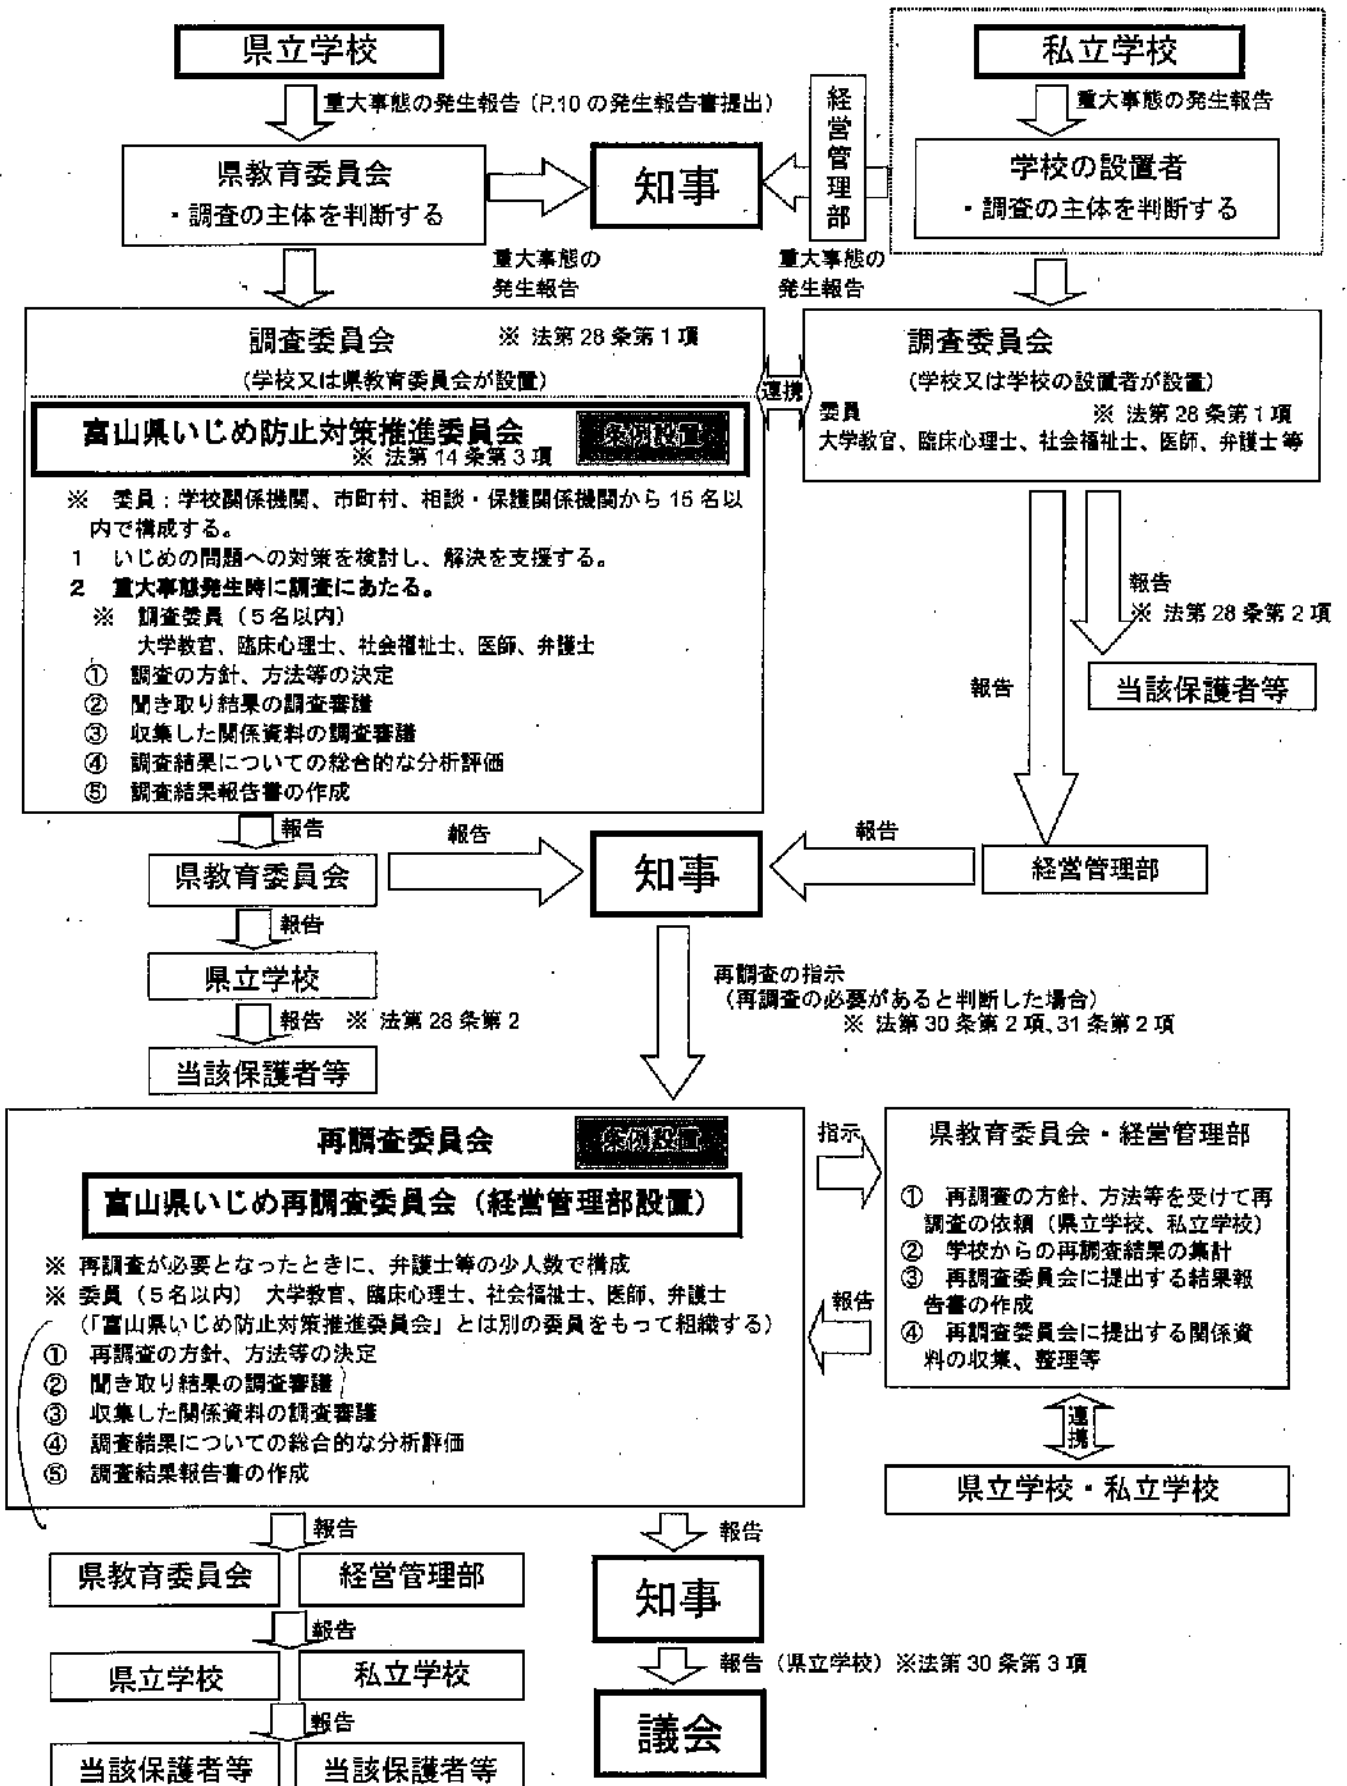 県立学校
私立学校
重大事態の発生報告（P.10 の発生報告書提出）
経営管理部
重大事態の発生報告
県教育委員会
・調査の主体を判断する
知事
学校の設置者
・調査の主体を判断する
重大事態の
発生報告
重大事態の
発生報告
調査委員会
※ 法第 28 条第 1 項
(学校又は県教育委員会が設置)
富山県いじめ防止対策推進委員会
※ 法第 14 条第 3 項
条例設置
※ 委員：学校関係機関、市町村、相談・保護関係機関から 15 名以
内で構成する。
1 いじめの問題への対策を検討し、解決を支援する。
2 重大事態発生時に調査にあたる。
※ 調査委員（５名以内）
大学教官、臨床心理士、社会福祉士、医師、弁護士
① 調査の方針、方法等の決定
② 聞き取り結果の調査審議
③ 収集した関係資料の調査審議
④ 調査結果についての総合的な分析評価
⑤ 調査結果報告書の作成
連携
調査委員会
(学校又は学校の設置者が設置)
委員
※ 法第 28 条第 1 項
大学教官、臨床心理士、社会福祉士、医師、弁護士等
報告
※ 法第 28 条第 2 項
報告
当該保護者等
報告
報告
報告
県教育委員会
知事
経営管理部
報告
県立学校
報告 ※ 法第 28 条第 2
当該保護者等
再調査の指示
（再調査の必要があると判断した場合）
※ 法第 30 条第 2 項、31 条第 2 項
再調査委員会
条例設置
富山県いじめ再調査委員会（経営管理部設置）
※ 再調査が必要となったときに、弁護士等の少人数で構成
※ 委員（５名以内） 大学教官、臨床心理士、社会福祉士、医師、弁護士
（「富山県いじめ防止対策推進委員会」とは別の委員をもって組織する）
① 再調査の方針、方法等の決定
② 聞き取り結果の調査審議
③ 収集した関係資料の調査審議
④ 調査結果についての総合的な分析評価
⑤ 調査結果報告書の作成
指示
報告
県教育委員会・経営管理部
① 再調査の方針、方法等を受けて再
調査の依頼（県立学校、私立学校）
② 学校からの再調査結果の集計
③ 再調査委員会に提出する結果報
告書の作成
④ 再調査委員会に提出する関係資
料の収集、整理等
連携
県立学校・私立学校
報告
報告
県教育委員会
経営管理部
知事
報告
県立学校
私立学校
報告（県立学校）※法第 30 条第 3 項
報告
議会
当該保護者等
当該保護者等